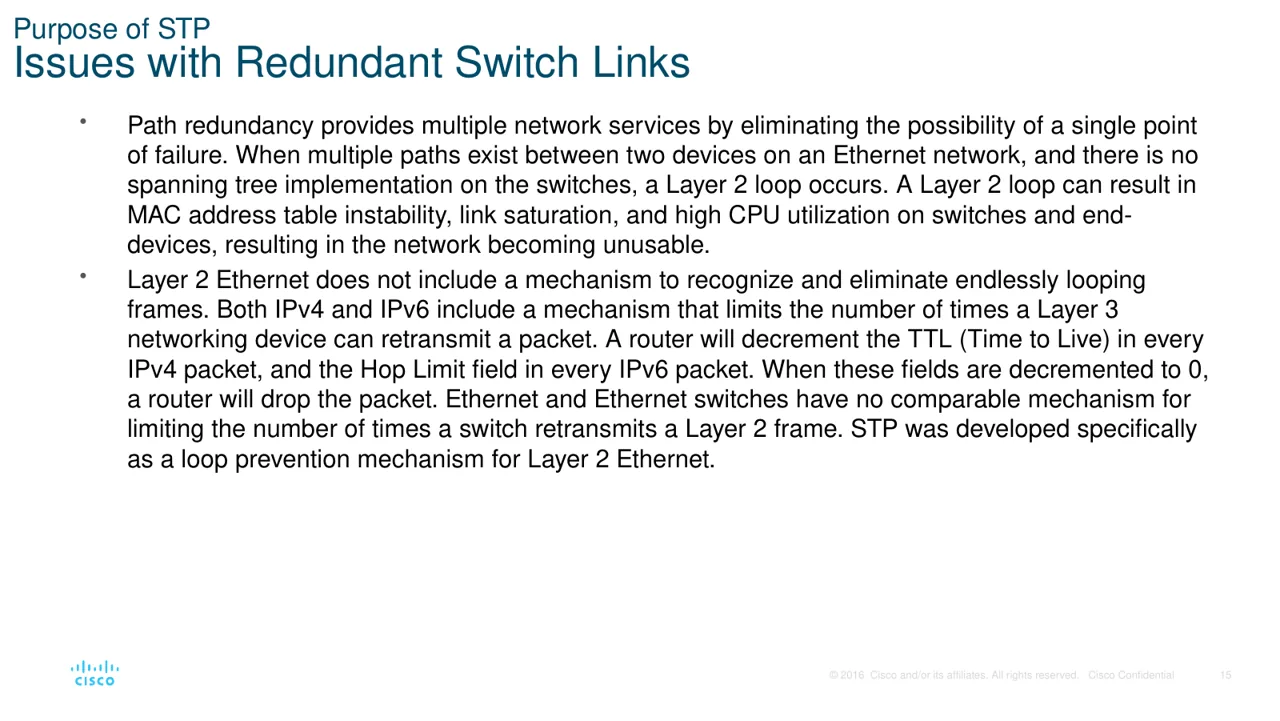 Purpose of STP
Issues with Redundant Switch Links
• Path redundancy provides multiple network services by eliminating the possibility of a single point
of failure. When multiple paths exist between two devices on an Ethernet network, and there is no
spanning tree implementation on the switches, a Layer 2 loop occurs. A Layer 2 loop can result in
MAC address table instability, link saturation, and high CPU utilization on switches and end-
devices, resulting in the network becoming unusable.
• Layer 2 Ethernet does not include a mechanism to recognize and eliminate endlessly looping
frames. Both IPv4 and IPv6 include a mechanism that limits the number of times a Layer 3
networking device can retransmit a packet. A router will decrement the TTL (Time to Live) in every
IPv4 packet, and the Hop Limit field in every IPv6 packet. When these fields are decremented to 0,
a router will drop the packet. Ethernet and Ethernet switches have no comparable mechanism for
limiting the number of times a switch retransmits a Layer 2 frame. STP was developed specifically
as a loop prevention mechanism for Layer 2 Ethernet.
CISCO
© 2016 Cisco and/or its affiliates. All rights reserved. Cisco Confidential 15